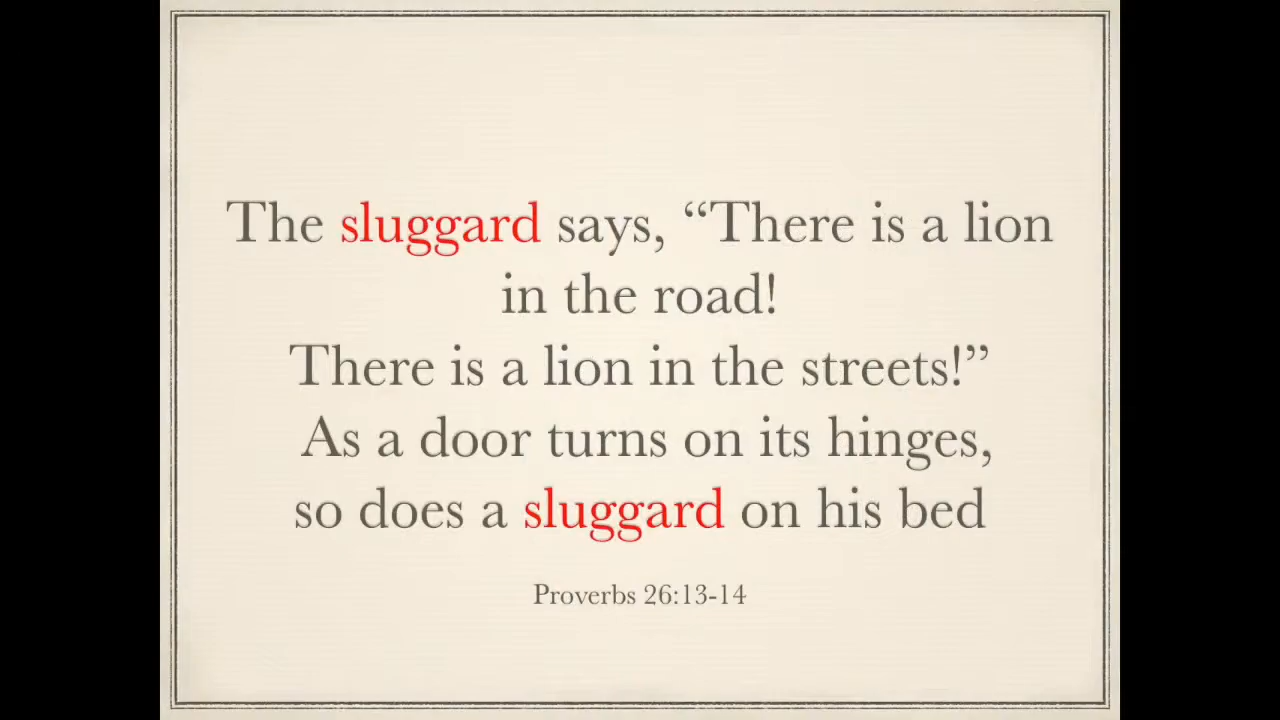 The sluggard says, “There is a lion
in the road!
There is a lion in the streets!”
As a door turns on its hinges,
so does a sluggard on his bed
Proverbs 26:13-14